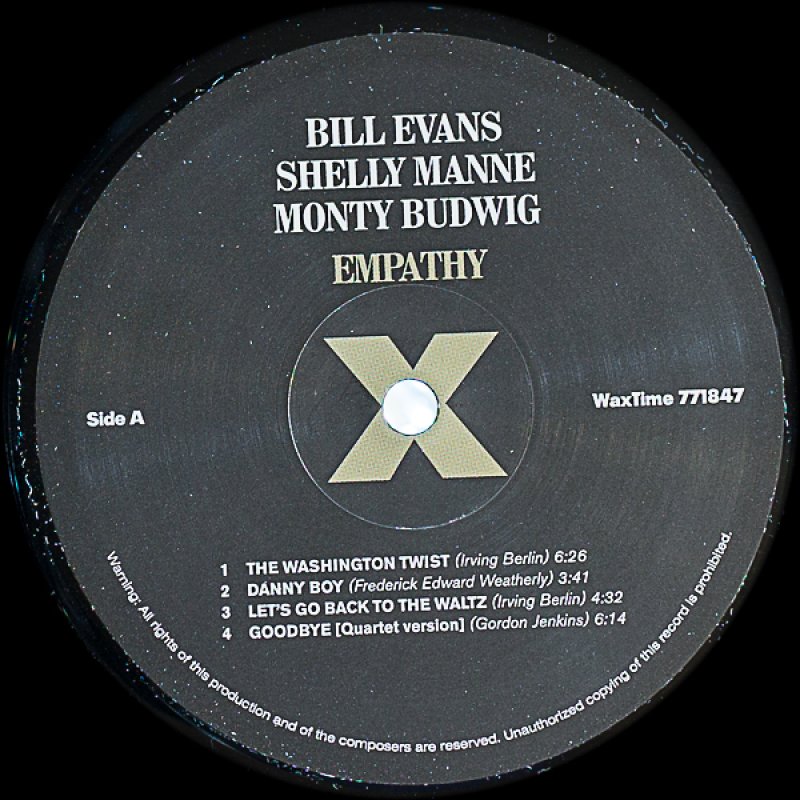 BILL EVANS
SHELLY MANNE
MONTY BUDWIG
EMPATHY
X
Side A
WaxTime 771847
1 THE WASHINGTON TWIST (Irving Berlin) 6:26
2 DANNY BOY (Frederick Edward Weatherly) 3:41
3 LET'S GO BACK TO THE WALTZ (Irving Berlin) 4:32
4 GOODBYE [Quartet version] (Gordon Jenkins) 6:14
Warning: All rights of this production and of the composers are reserved. Unauthorized copying of this record is prohibited.